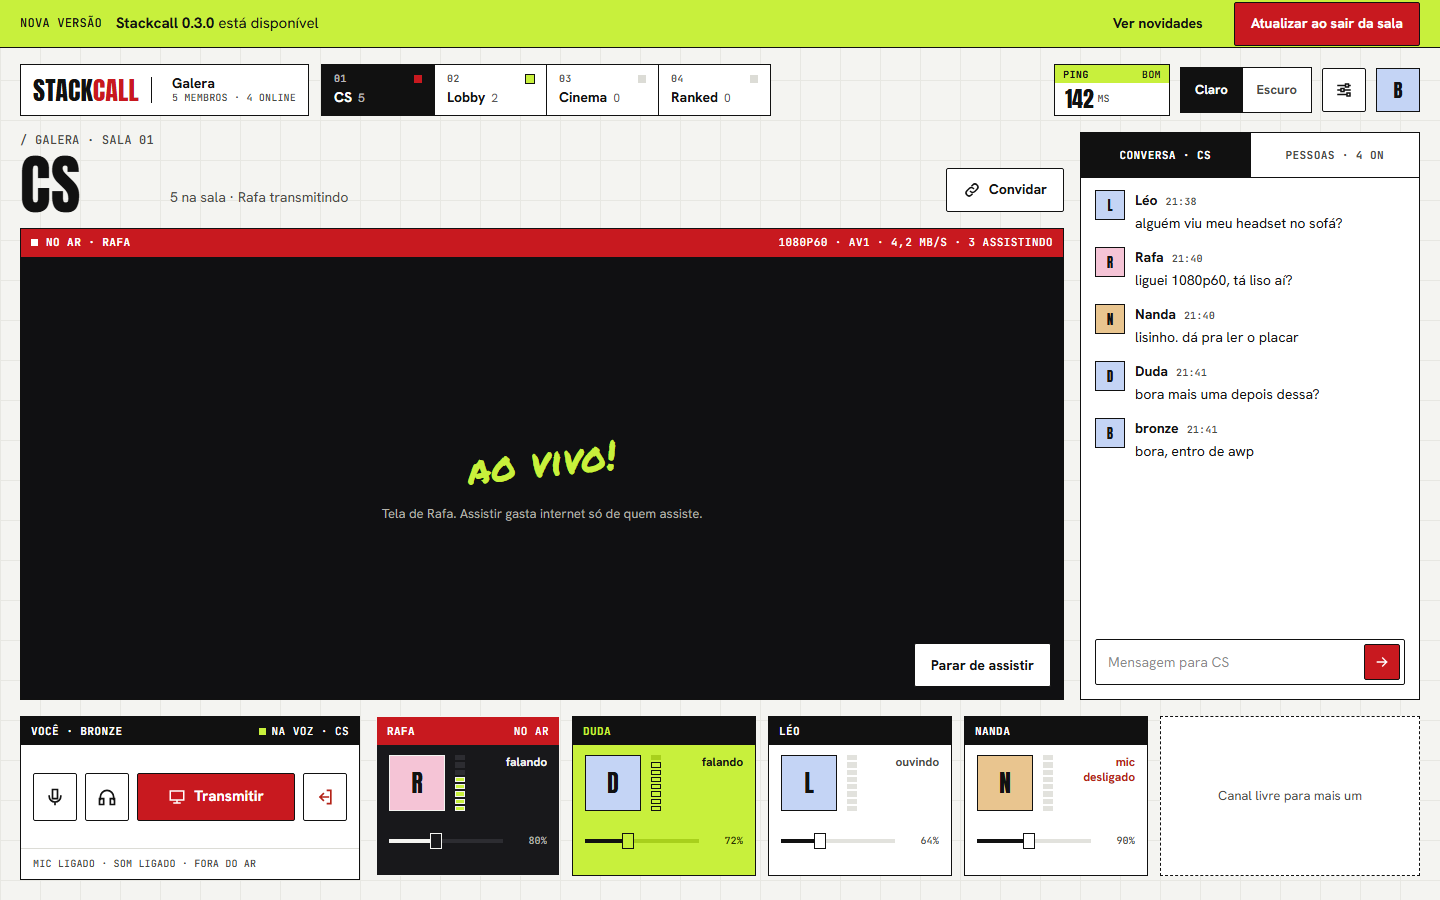 NOVA VERSÃO Stackcall 0.3.0 está disponível
Ver novidades
Atualizar ao sair da sala
STACKCALL
Galera
5 MEMBROS · 4 ONLINE
01
CS 5
02
Lobby 2
03
Cinema 0
04
Ranked 0
PING BOM
142 MS
Claro
Escuro
B
/ GALERA · SALA 01
CS
5 na sala · Rafa transmitindo
Convidar
NO AR · RAFA
1080P60 · AV1 · 4,2 MB/S · 3 ASSISTINDO
AO VIVO!
Tela de Rafa. Assistir gasta internet só de quem assiste.
Parar de assistir
CONVERSA · CS
PESSOAS · 4 ON
L
Léo 21:38
alguém viu meu headset no sofá?
R
Rafa 21:40
liguei 1080p60, tá liso aí?
N
Nanda 21:40
lisinho. dá pra ler o placar
D
Duda 21:41
bora mais uma depois dessa?
B
bronze 21:41
bora, entro de awp
Mensagem para CS
VOCÊ · BRONZE
NA VOZ · CS
Transmitir
MIC LIGADO · SOM LIGADO · FORA DO AR
RAFA
NO AR
R
falando
80%
DUDA
D
falando
72%
LÉO
L
ouvindo
64%
NANDA
N
mic
desligado
90%
Canal livre para mais um